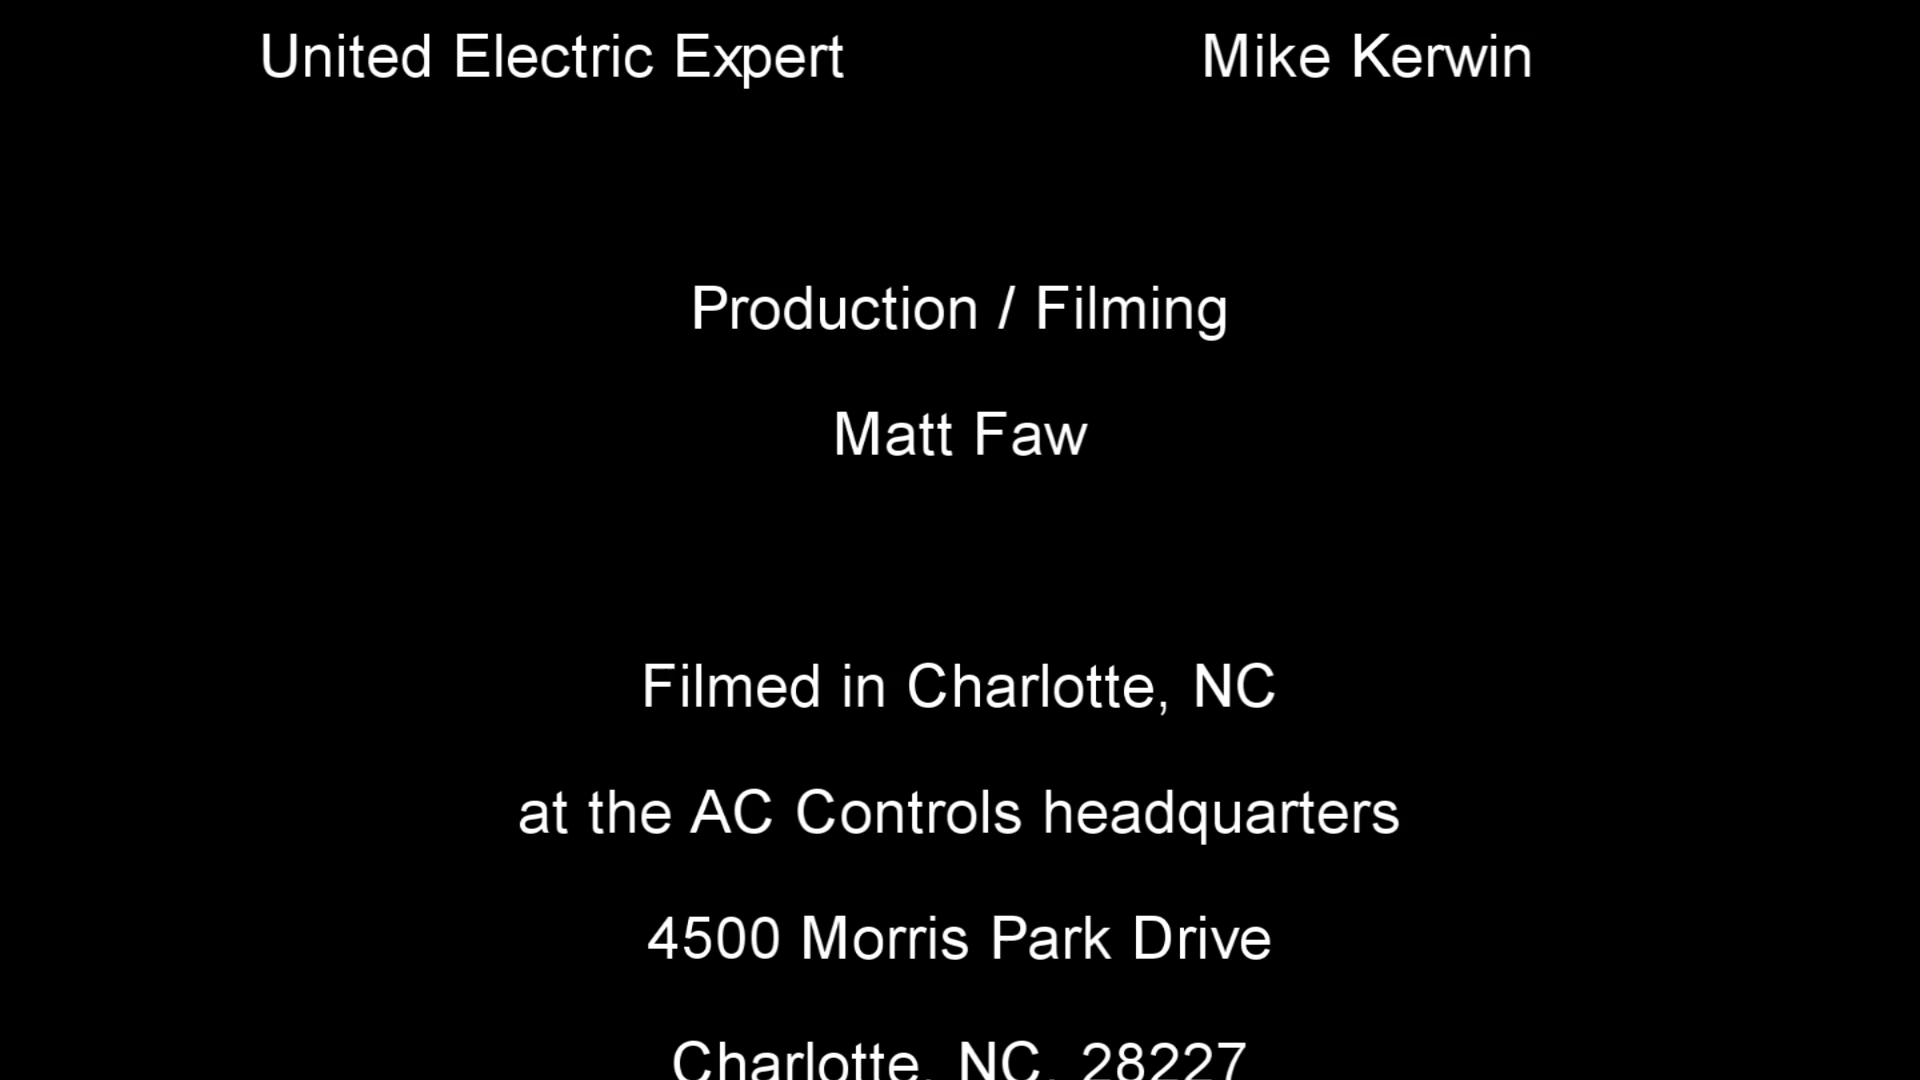 United Electric Expert Mike Kerwin
Production / Filming
Matt Faw
Filmed in Charlotte, NC
at the AC Controls headquarters
4500 Morris Park Drive
Charlotte, NC, 28227